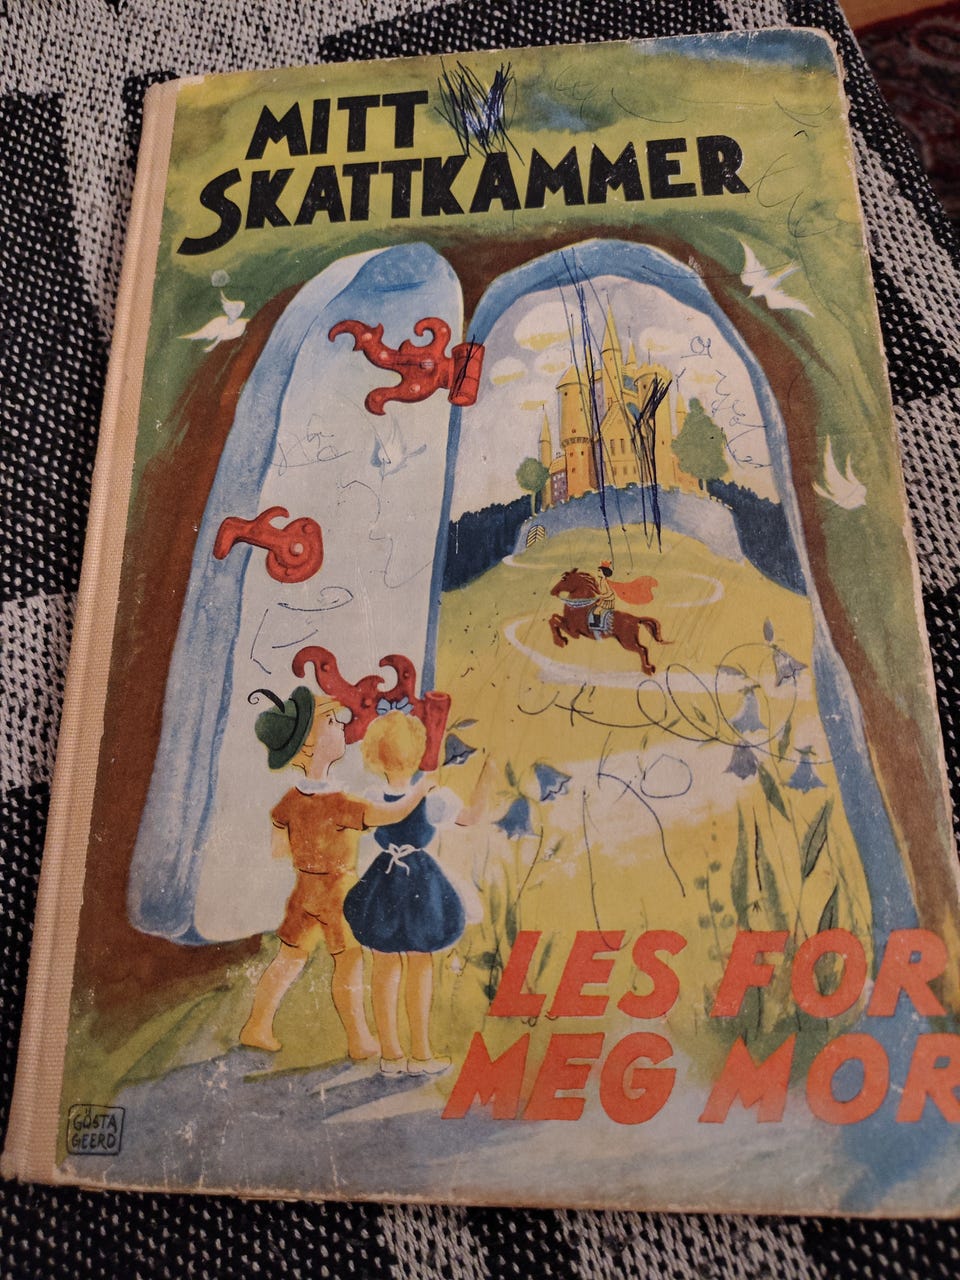 MITT
SKATTKAMMER
LES FOR
MEG MOR
GÖSTA
GEERD